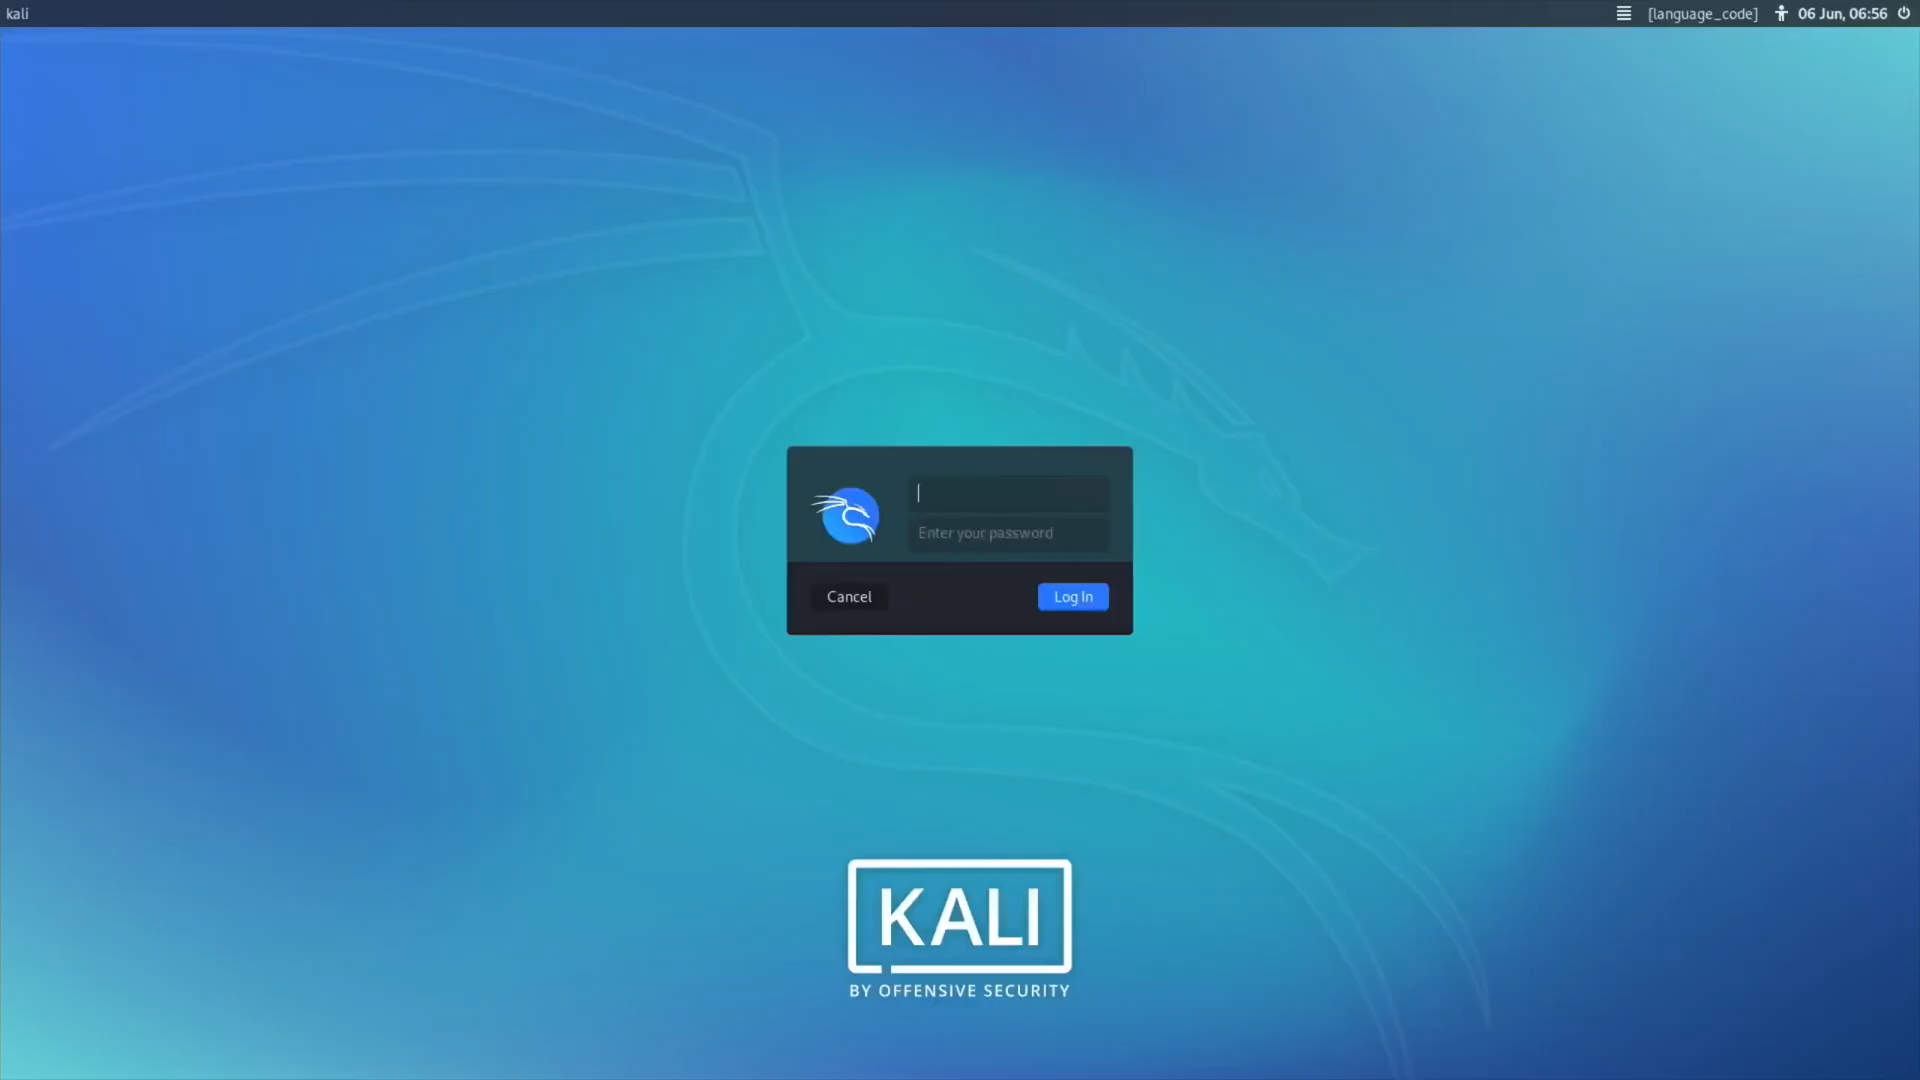 kali
[language_code] 06 Jun, 06:56
Enter your password
Cancel
Log In
KALI
BY OFFENSIVE SECURITY